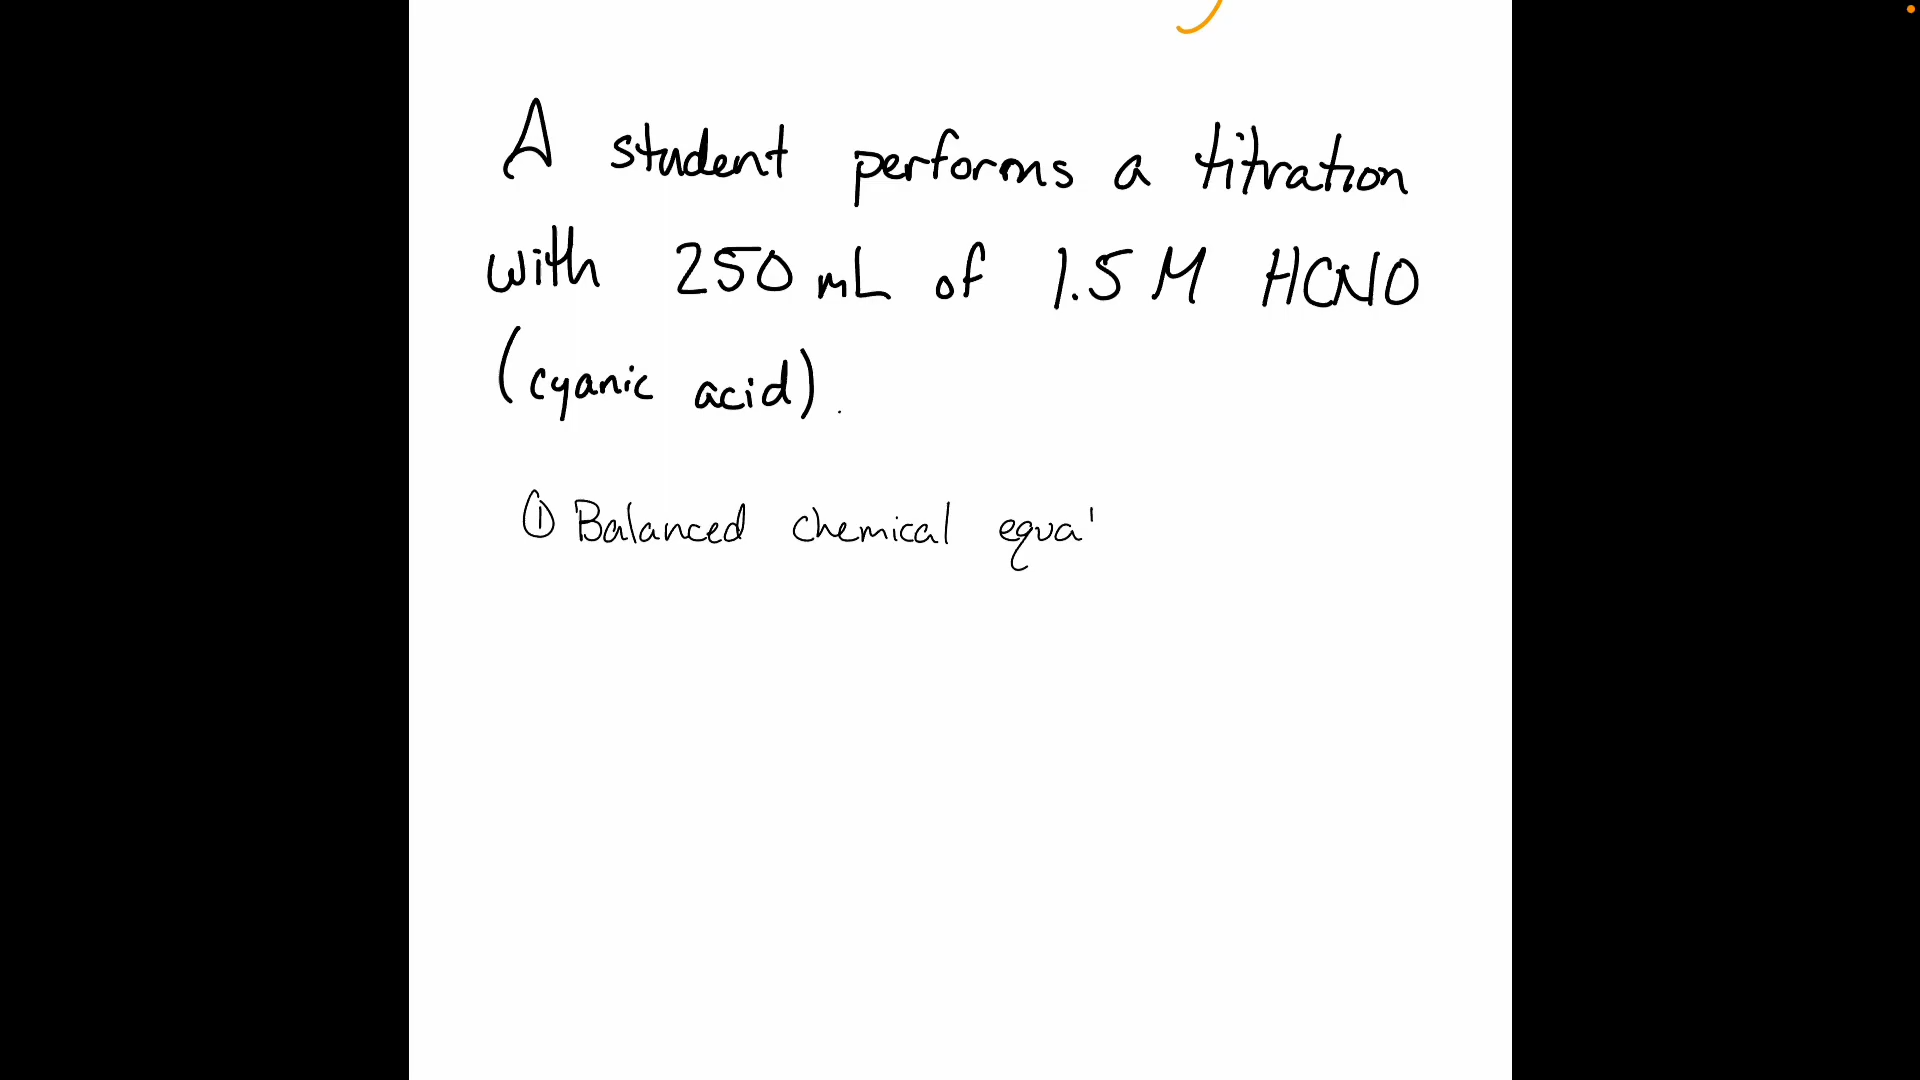 A student performs a titration
with 250 mL of 1.5 M HCNO
(cyanic acid).
① Balanced chemical equa'